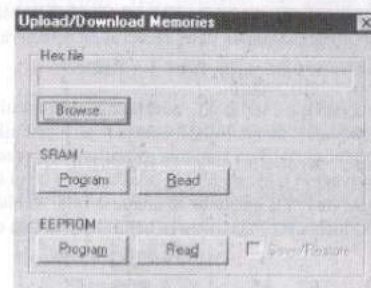 Upload/Download Memories
Hex file
Browse...
SRAM
Program Read
EEPROM
Program Read Save/Restore